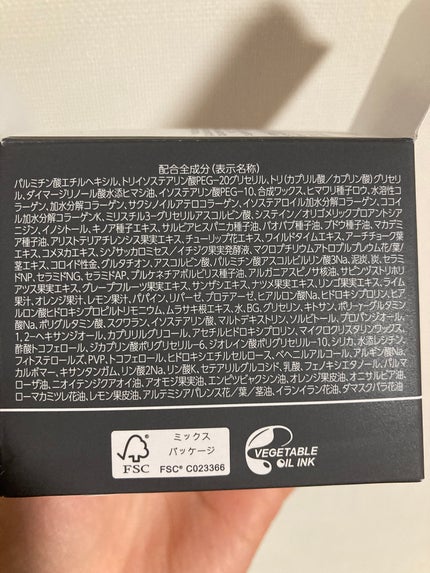 配合全成分（表示名称）
パルミチン酸エチルヘキシル、トリイソステアリン酸PEG-20グリセリル、トリ(カプリル酸／カプリン酸)グリセリ
ル、ダイマージリノール酸水添ヒマシ油、イソステアリン酸PEG-10、合成ワックス、ヒマワリ種子ロウ、水溶性コ
ラーゲン、加水分解コラーゲン、サクシノイルアテロコラーゲン、イソステアロイル加水分解コラーゲン、ココイ
ル加水分解コラーゲンK、ミリスチル3-グリセリルアスコルビン酸、システイン／オリゴメリックプロアントシア
ニジン、イノシトール、キノア種子エキス、サルビアヒスパニカ種子油、バオバブ種子油、ブドウ種子油、マカデミ
ア種子油、アリストテリアチレンシス果実エキス、チューリップ花エキス、ワイルドタイムエキス、アーチチョーク葉
エキス、コメヌカエキス、シソ
イチジク果実発酵液、マクロプチリウムアトロプルプレウム花／葉／
茎エキス、コロイド性金、グルタチオン、アスコルビン酸、パルミチン酸アスコルビルリン酸3Na、泥炭、炭、セラミ
ドNP、セラミドNG、セラミドAP、プルケネチアボルビリス種子油、アルガニアスピノサ核油、サピンヅストリホリ
アツス果実エキス、グレープフルーツ果実エキス、サンザシエキス、ナツメ果実エキス、リンゴ果実エキス、ライ
ム果汁、オレンジ果汁、レモン果汁、パパイン、リパーゼ、プロテアーゼ、ヒアルロン酸Na、ヒドロキシプロリン、ヒア
ルロン酸ヒドロキシプロピルトリモニウム、ムラサキ根エキス、水、BG、グリセリン、キトサン、ポリ-γ-グルタミン
酸Na、ポリグルタミン酸、スクワラン、イソステアリン酸、マルトデキストリン、ソルビトール、プロパンジオール、
1,2-ヘキサンジオール、カプリリルグリコール、アセチルヒドロキシプロリン、マイクロクリスタリンワックス、
酢酸トコフェロール、ジカプリン酸ポリグリセリル-6、ジオレイン酸ポリグリセリル-10、シリカ、水添レシチン、
フィトステロールズ、PVP、トコフェロール、ヒドロキシエチルセルロース、ベヘニルアルコール、アルギン酸Na、
カルボマー、キサンタンガム、リン酸2Na、リン酸K、セテアリルグルコシド、乳酸、フェノキシエタノール、パルマ
ローザ油、ニオイテンジクアオイ油、アオモジ果実油、エンピツビャクシン油、オレンジ果皮油、オニサルビア油、
ローマカミツレ花油、レモン果皮油、アルテミシアパレンス花／葉／茎油、イランイラン花油、ダマスクバラ花
油
FSC
ミックス
パッケージ
FSC® C023366
VEGETABLE
OIL INK